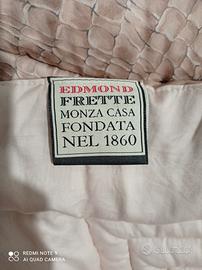 EDMOND
FRETTE
MONZA CASA
FONDATA
NEL 1860
REDMI NOTE 9
AI QUAD CAMERA